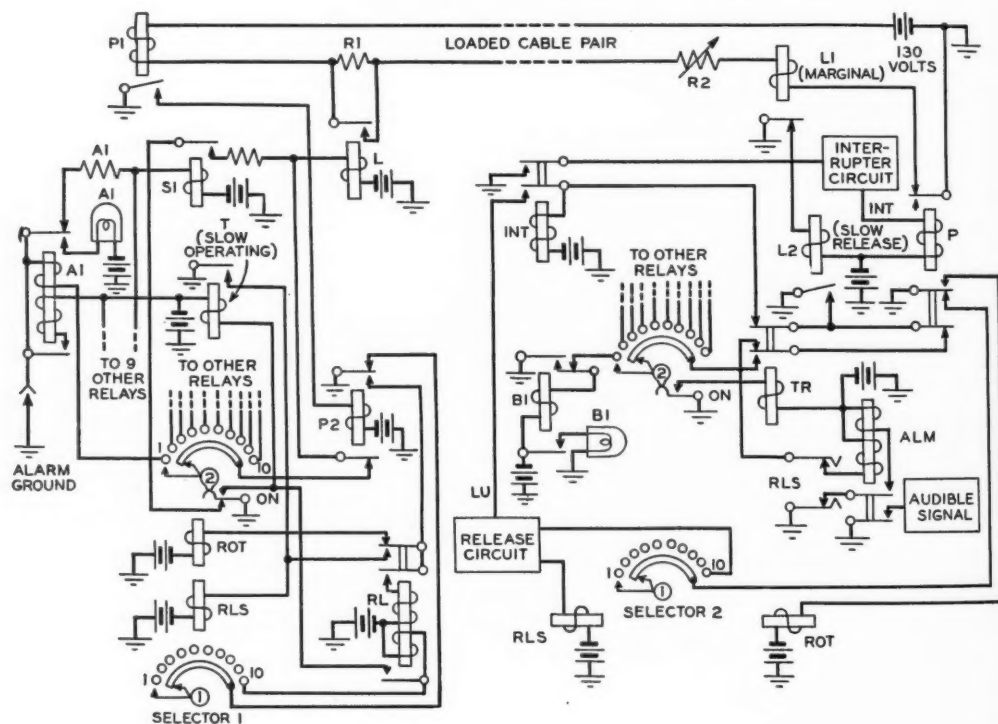 P1
R1
LOADED CABLE PAIR
R2
L1
(MARGINAL)
130
VOLTS
A1
A1
S1
L
T
(SLOW
OPERATING)
A1
TO 9
OTHER
RELAYS
TO OTHER
RELAYS
1
2
10
ON
ALARM
GROUND
P2
ROT
RLS
RL
1
10
1
SELECTOR 1
INTER-
RUPTER
CIRCUIT
INT
INT
(SLOW
RELEASE)
L2
P
TO OTHER
RELAYS
2
ON
B1
B1
TR
ALM
RLS
AUDIBLE
SIGNAL
LU
RELEASE
CIRCUIT
1
10
1
SELECTOR 2
RLS
ROT